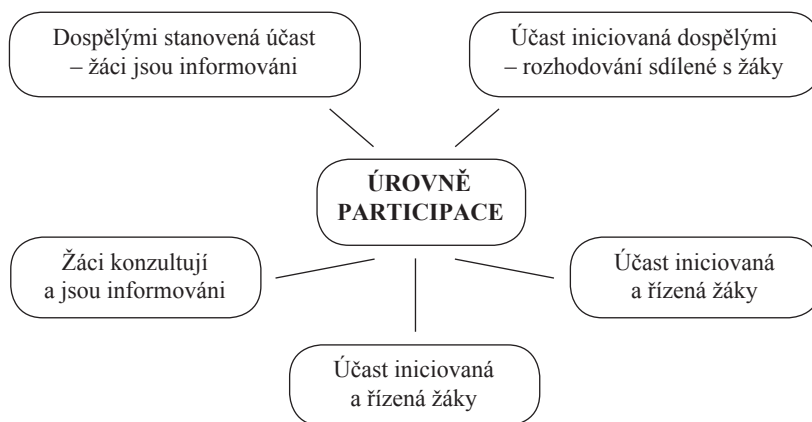 Dospělými stanovená účast
– žáci jsou informováni
Účast iniciovaná dospělými
– rozhodování sdílené s žáky
ÚROVNĚ
PARTICIPACE
Žáci konzultují
a jsou informováni
Účast iniciovaná
a řízená žáky
Účast iniciovaná
a řízená žáky